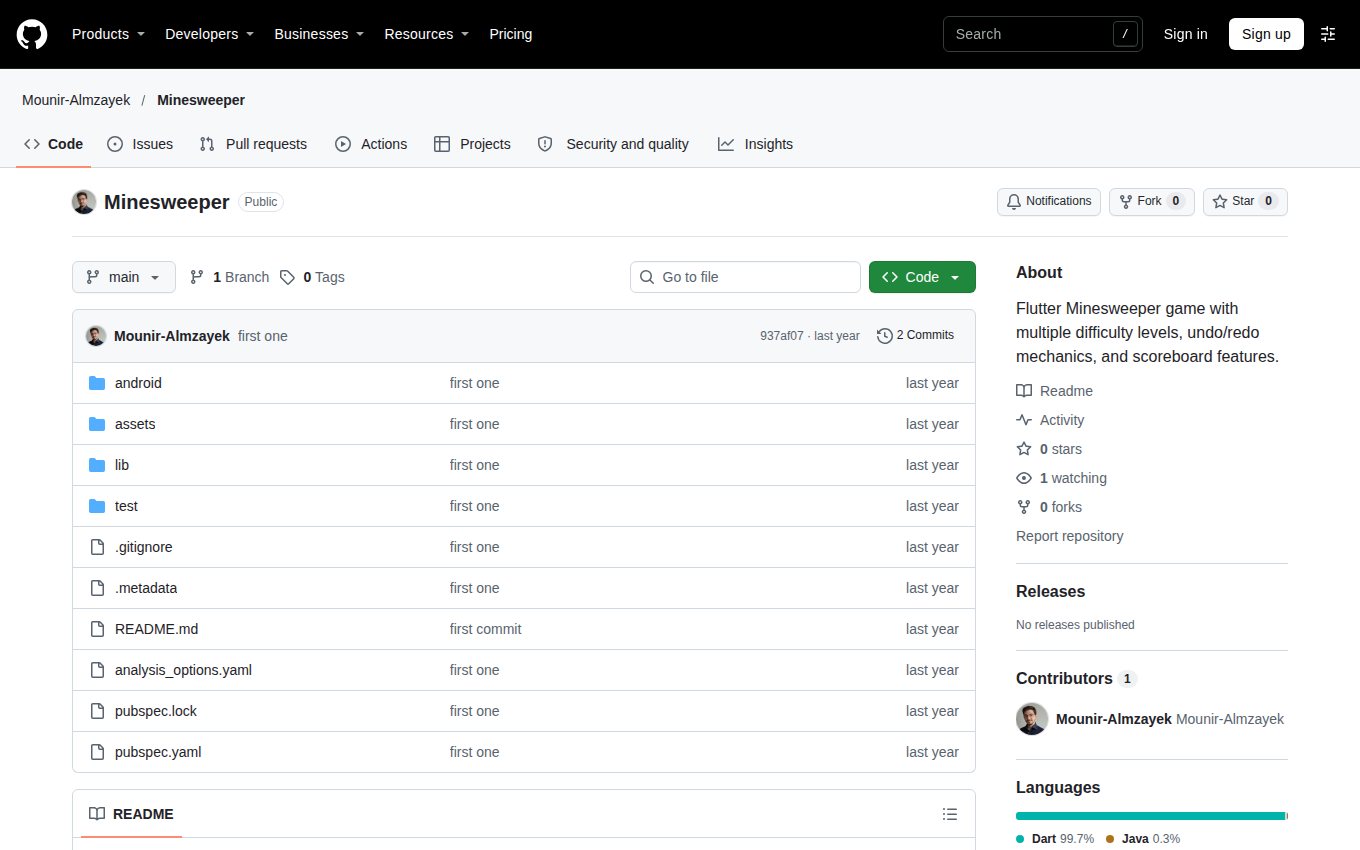 Products Developers Businesses Resources Pricing Search / Sign in Sign up
Mounir-Almzayek / Minesweeper
Code Issues Pull requests Actions Projects Security and quality Insights
Minesweeper Public Notifications Fork 0 Star 0
main 1 Branch 0 Tags Go to file Code
Mounir-Almzayek first one 937af07 · last year 2 Commits
android first one last year
assets first one last year
lib first one last year
test first one last year
.gitignore first one last year
.metadata first one last year
README.md first commit last year
analysis_options.yaml first one last year
pubspec.lock first one last year
pubspec.yaml first one last year
README
About
Flutter Minesweeper game with
multiple difficulty levels, undo/redo
mechanics, and scoreboard features.
Readme
Activity
0 stars
1 watching
0 forks
Report repository
Releases
No releases published
Contributors 1
Mounir-Almzayek Mounir-Almzayek
Languages
Dart 99.7% Java 0.3%